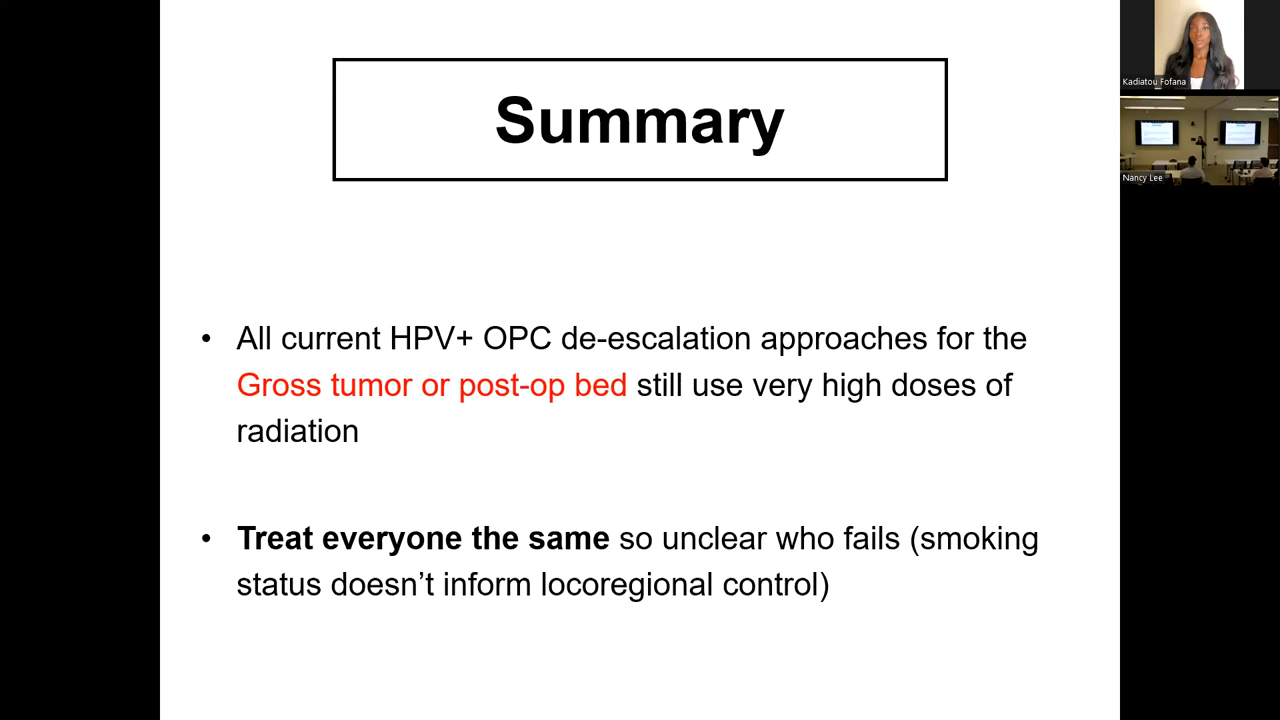 Summary
• All current HPV+ OPC de-escalation approaches for the
Gross tumor or post-op bed still use very high doses of
radiation
• Treat everyone the same so unclear who fails (smoking
status doesn’t inform locoregional control)
Kadiatou Fofana
Nancy Lee